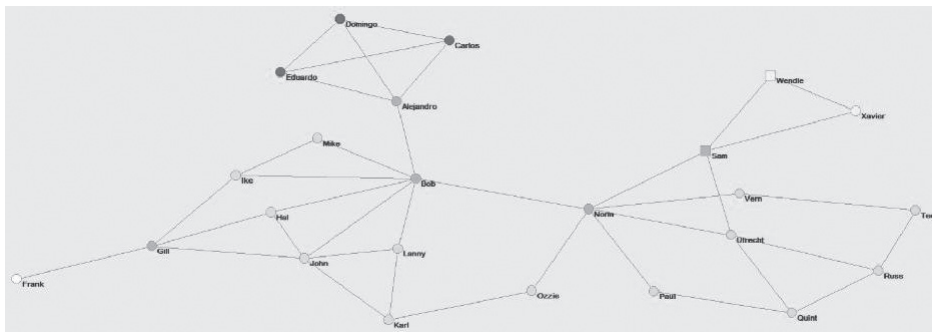 Domingo
Carlos
Eduardo
Wendle
Alejandro
Xavier
Mike
Sam
Ike
Bob
Vern
Hal
Norm
Utrecht
Gill
John
Lanny
Russ
Frank
Ozzie
Paul
Karl
Quint